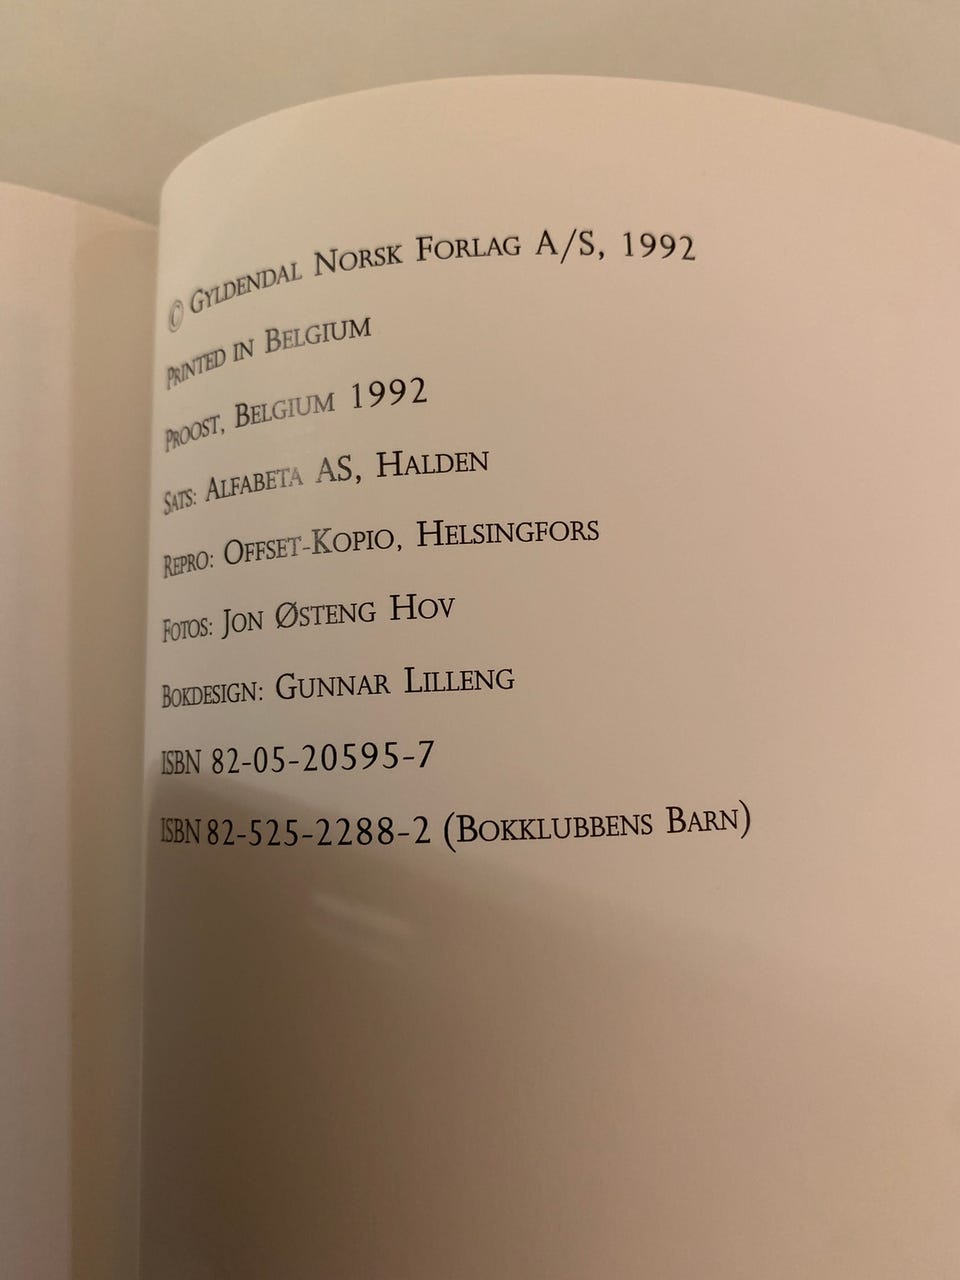 © Gyldendal Norsk Forlag A/S, 1992
Printed in Belgium
Proost, Belgium 1992
Sats: Alfabeta AS, Halden
Repro: Offset-Kopio, Helsingfors
Fotos: Jon Østeng Hov
Bokdesign: Gunnar Lilleng
ISBN 82-05-20595-7
ISBN 82-525-2288-2 (Bokklubbens Barn)